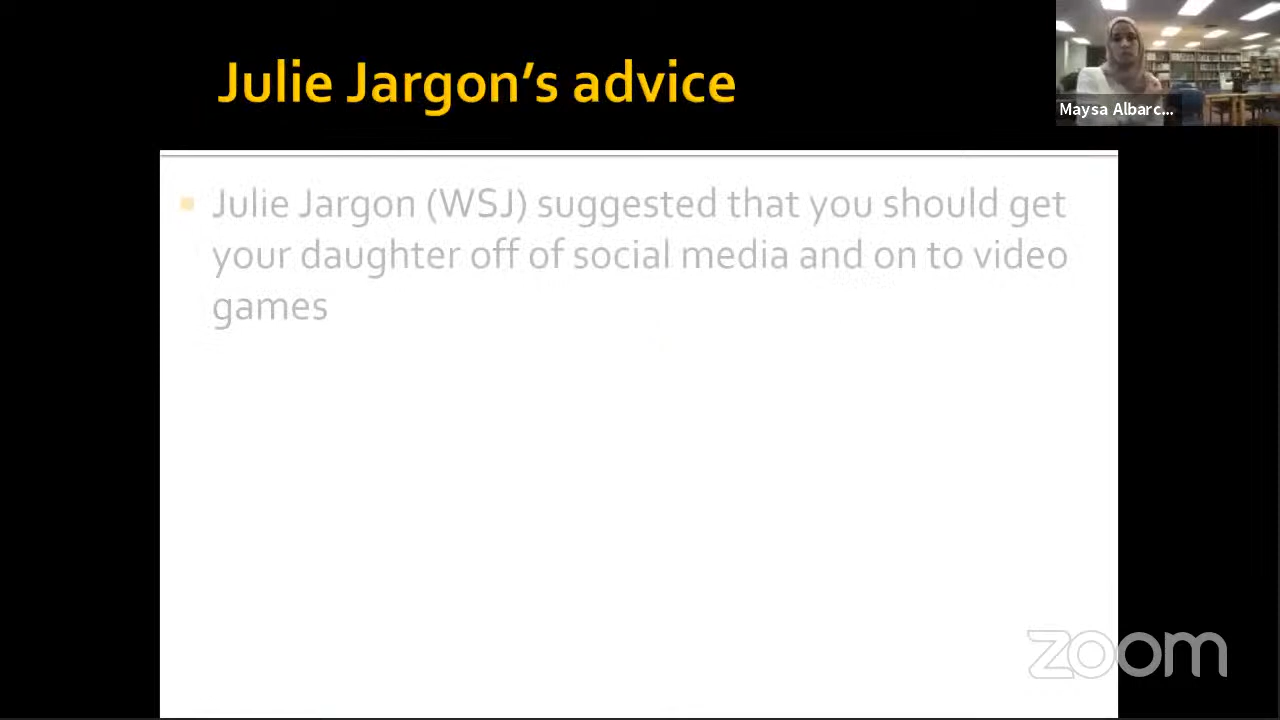 Julie Jargon’s advice
Maysa Albarc...
Julie Jargon (WSJ) suggested that you should get
your daughter off of social media and on to video
games
zoom